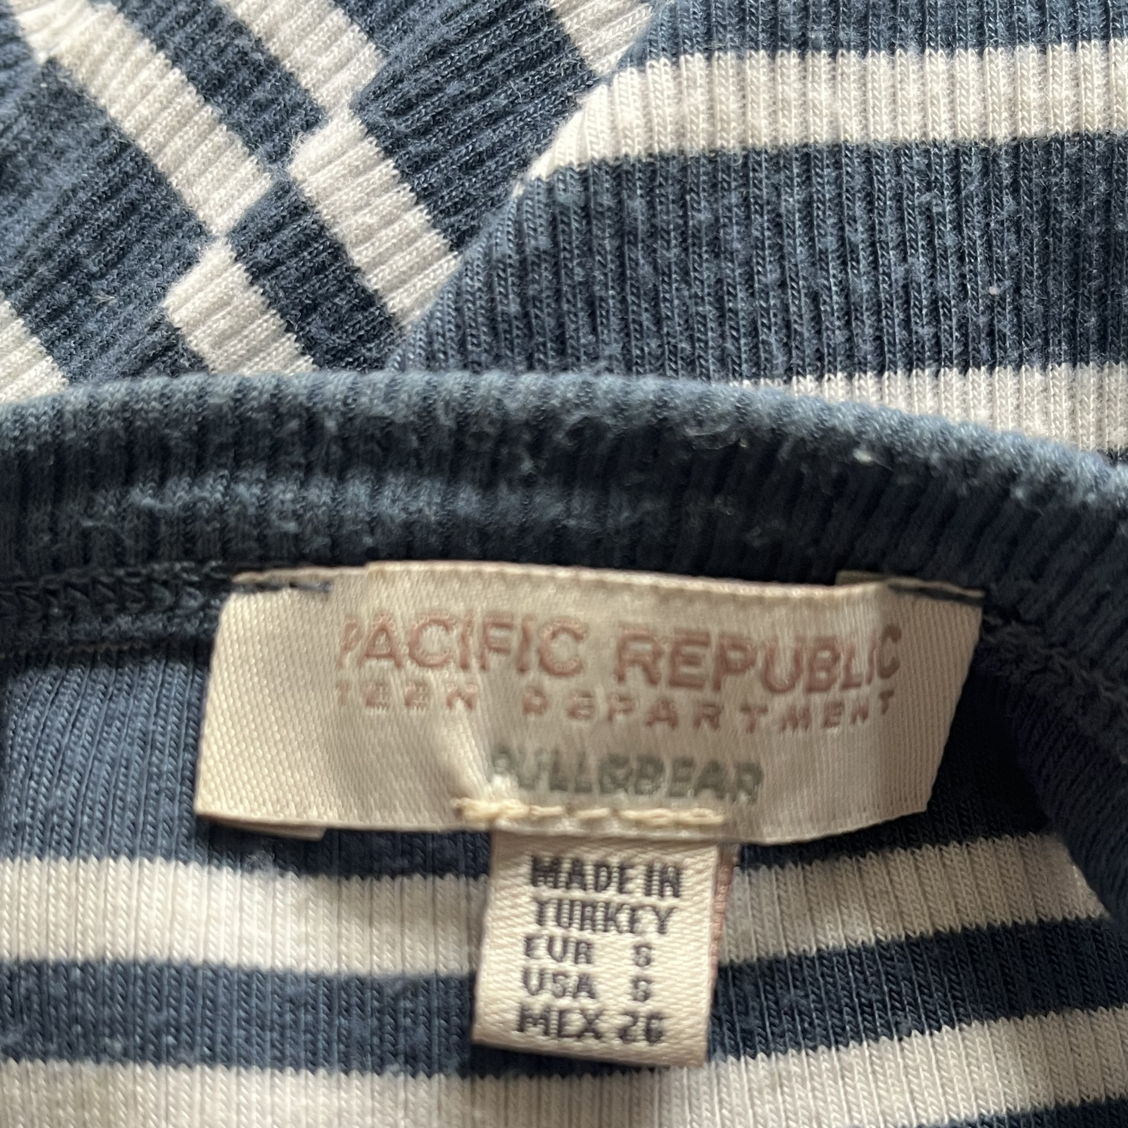 PACIFIC REPUBLIC
TEEN DEPARTMENT
PULL&BEAR
MADE IN
TURKEY
EUR S
USA S
MEX 26